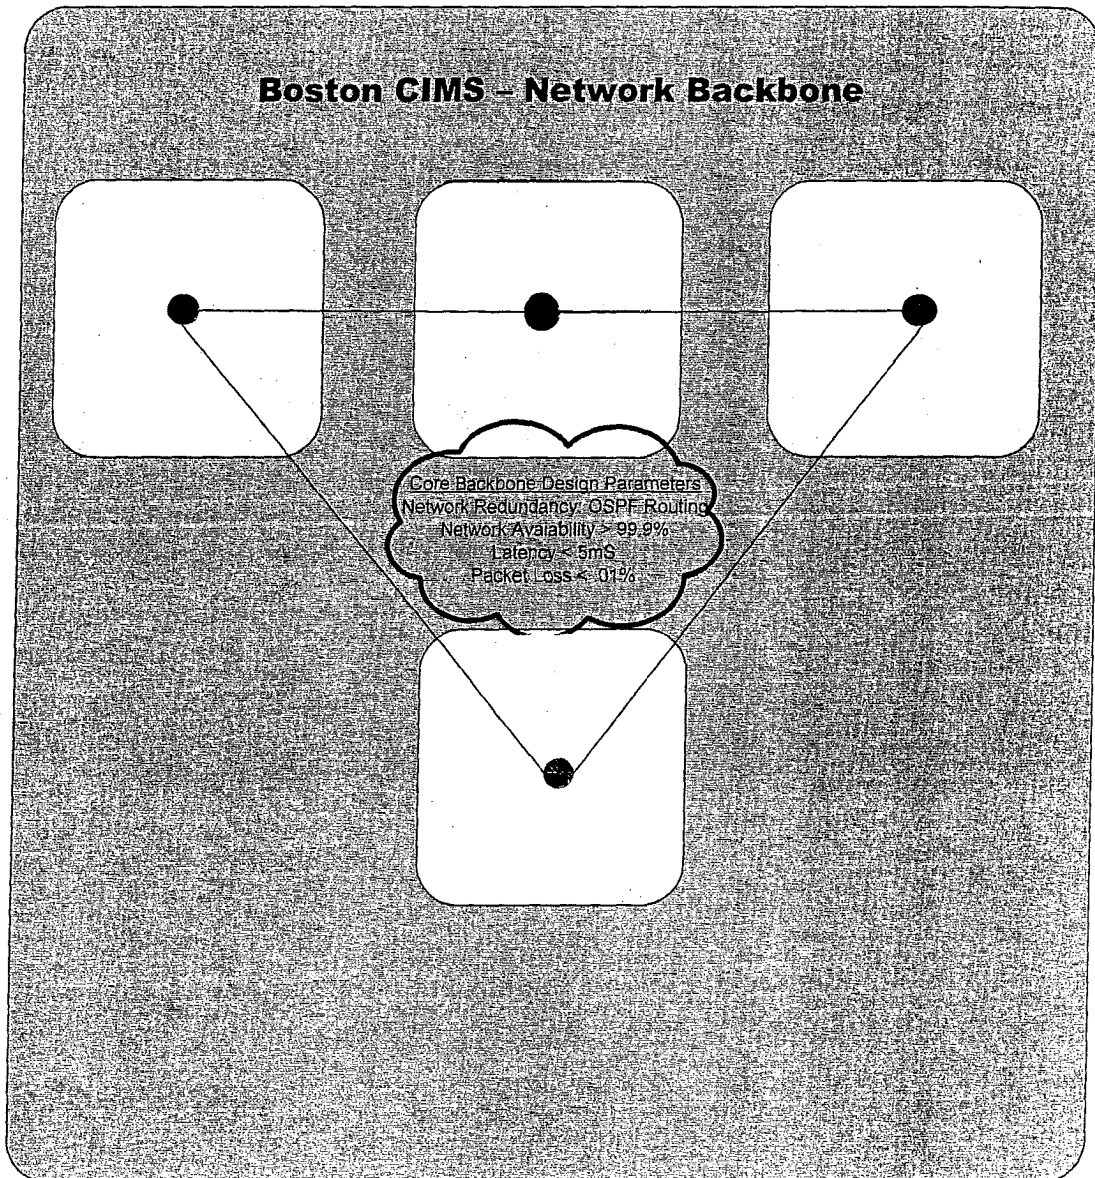 Boston CIMS – Network Backbone
Core Backbone Design Parameters
Network Redundancy: OSPF Routing
Network Avaiability > 99.9%
Latency < 5mS
Packet Loss < .01%